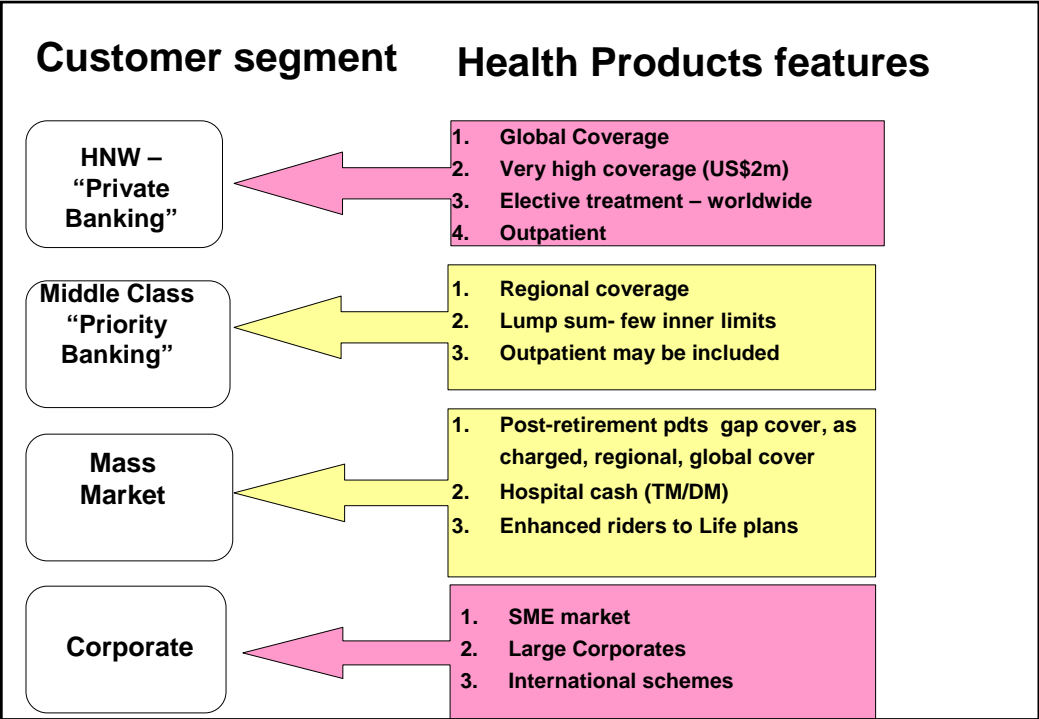 Customer segment
Health Products features
HNW –
“Private
Banking”
1. Global Coverage
2. Very high coverage (US$2m)
3. Elective treatment – worldwide
4. Outpatient
Middle Class
“Priority
Banking”
1. Regional coverage
2. Lump sum- few inner limits
3. Outpatient may be included
Mass
Market
1. Post-retirement pdts gap cover, as
charged, regional, global cover
2. Hospital cash (TM/DM)
3. Enhanced riders to Life plans
Corporate
1. SME market
2. Large Corporates
3. International schemes